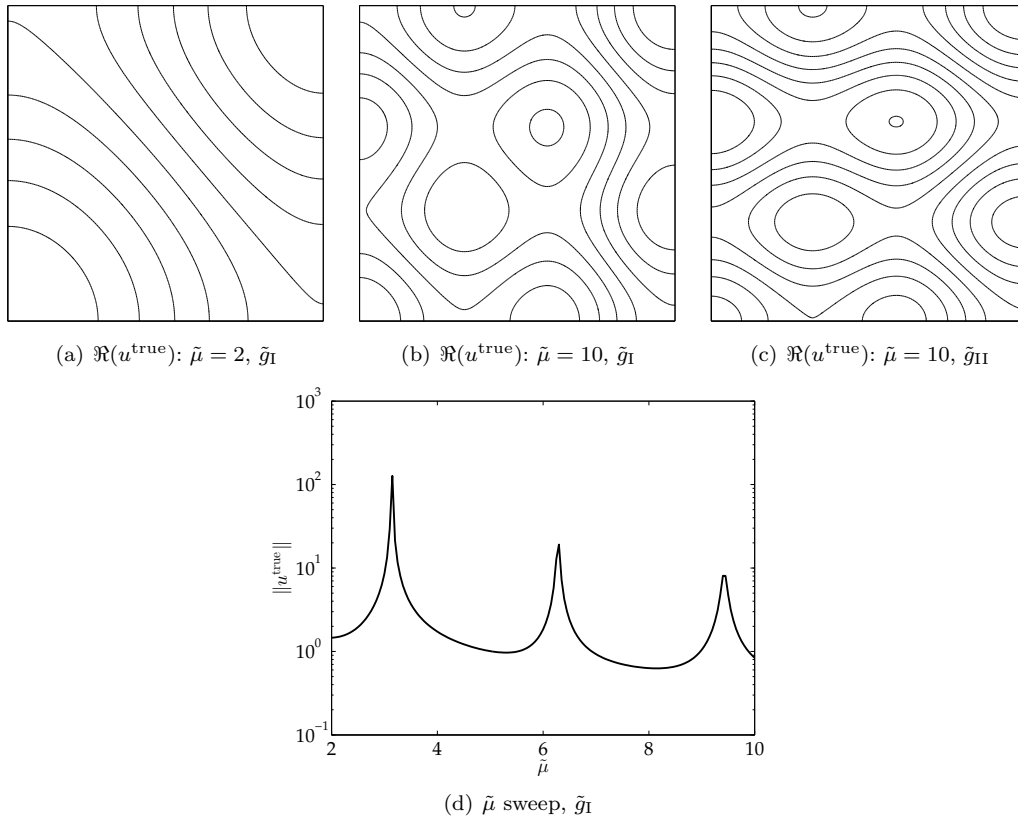 (a) ℜ(u^true): μ̃ = 2, g̃_I
(b) ℜ(u^true): μ̃ = 10, g̃_I
(c) ℜ(u^true): μ̃ = 10, g̃_II
10^3
10^2
10^1
10^0
10^−1
‖u^true‖
2
4
6
8
10
μ̃
(d) μ̃ sweep, g̃_I